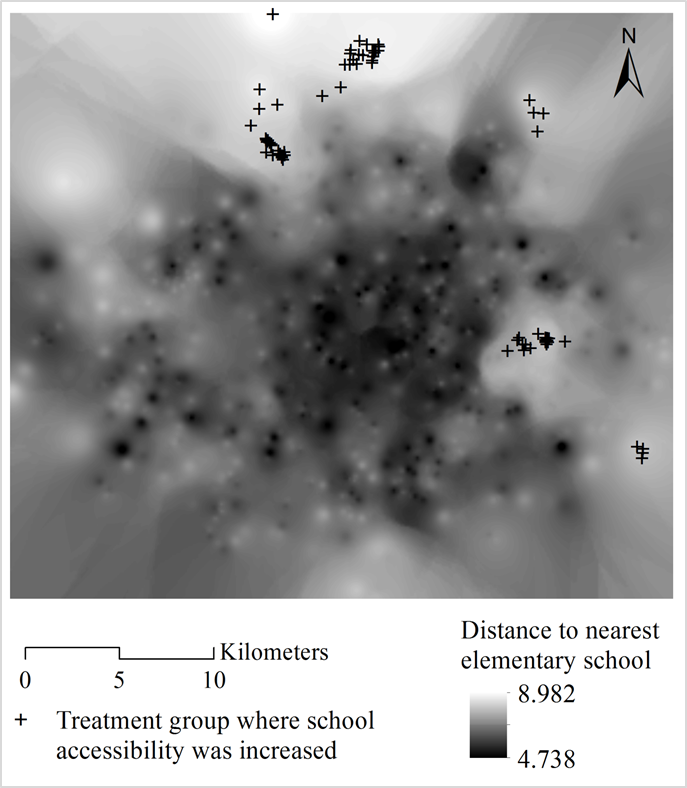 N
Kilometers
0 5 10
+ Treatment group where school
accessibility was increased
Distance to nearest
elementary school
8.982
4.738